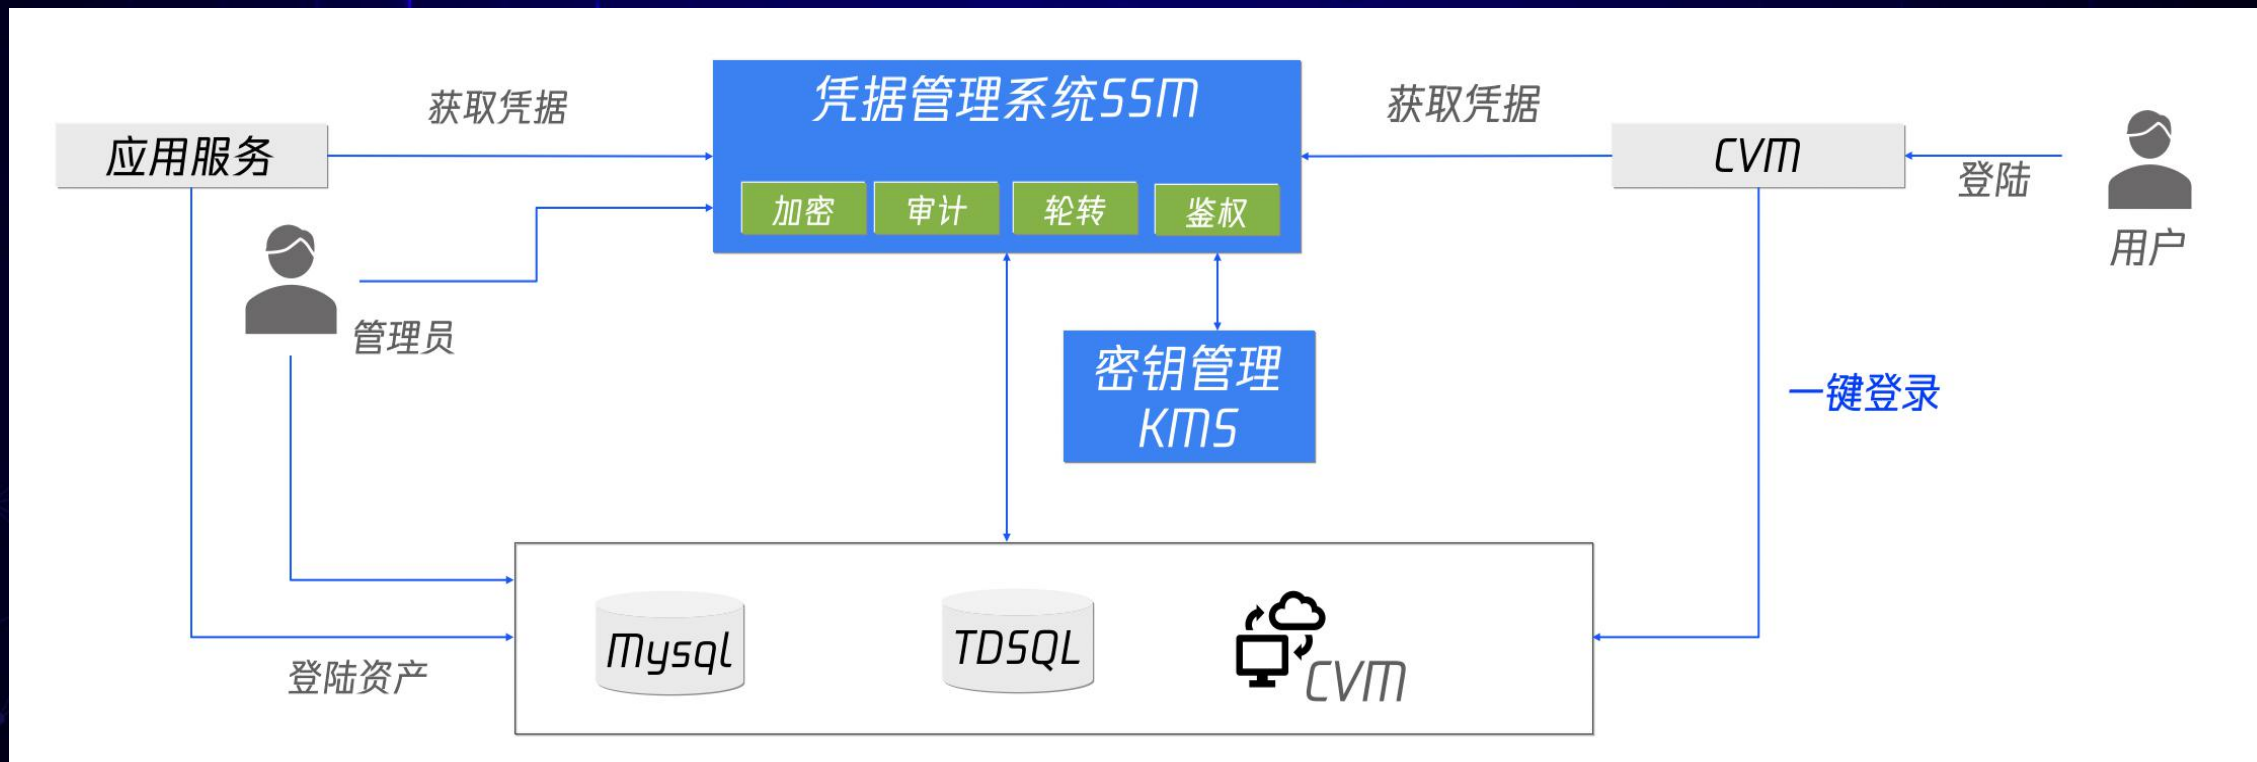 凭据管理系统SSM
获取凭据
获取凭据
应用服务
CVM
登陆
加密
审计
轮转
鉴权
用户
管理员
密钥管理
KMS
一键登录
Mysql
TDSQL
CVM
登陆资产